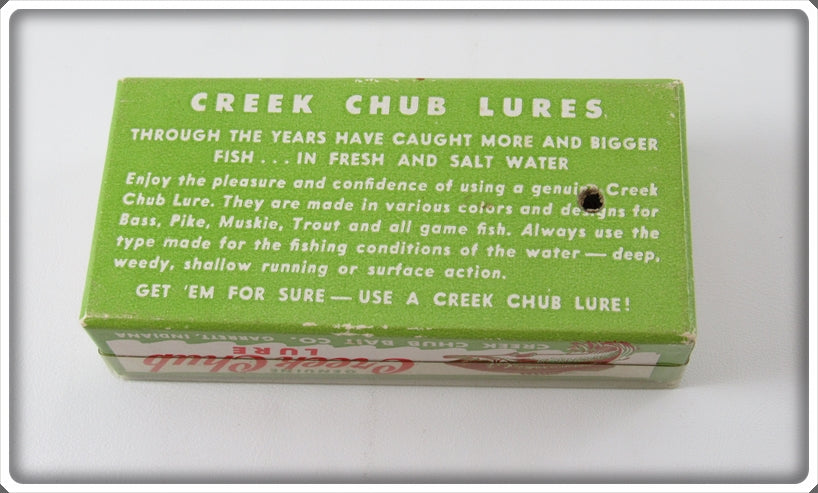 CREEK CHUB LURES
THROUGH THE YEARS HAVE CAUGHT MORE AND BIGGER
FISH... IN FRESH AND SALT WATER
Enjoy the pleasure and confidence of using a genuine Creek
Chub Lure. They are made in various colors and designs for
Bass, Pike, Muskie, Trout and all game fish. Always use the
type made for the fishing conditions of the water — deep,
weedy, shallow running or surface action.
GET 'EM FOR SURE — USE A CREEK CHUB LURE!
GENUINE
Creek Chub
LURE
CREEK CHUB BAIT CO., GARRETT, INDIANA